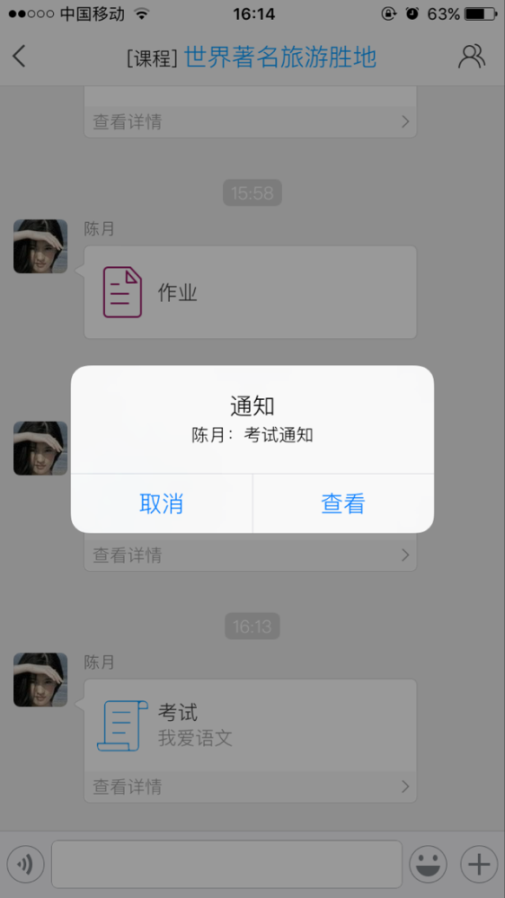 中国移动 16:14 63%
[课程] 世界著名旅游胜地
查看详情
15:58
陈月
作业
通知
陈月：考试通知
取消 查看
查看详情
16:13
陈月
考试
我爱语文
查看详情